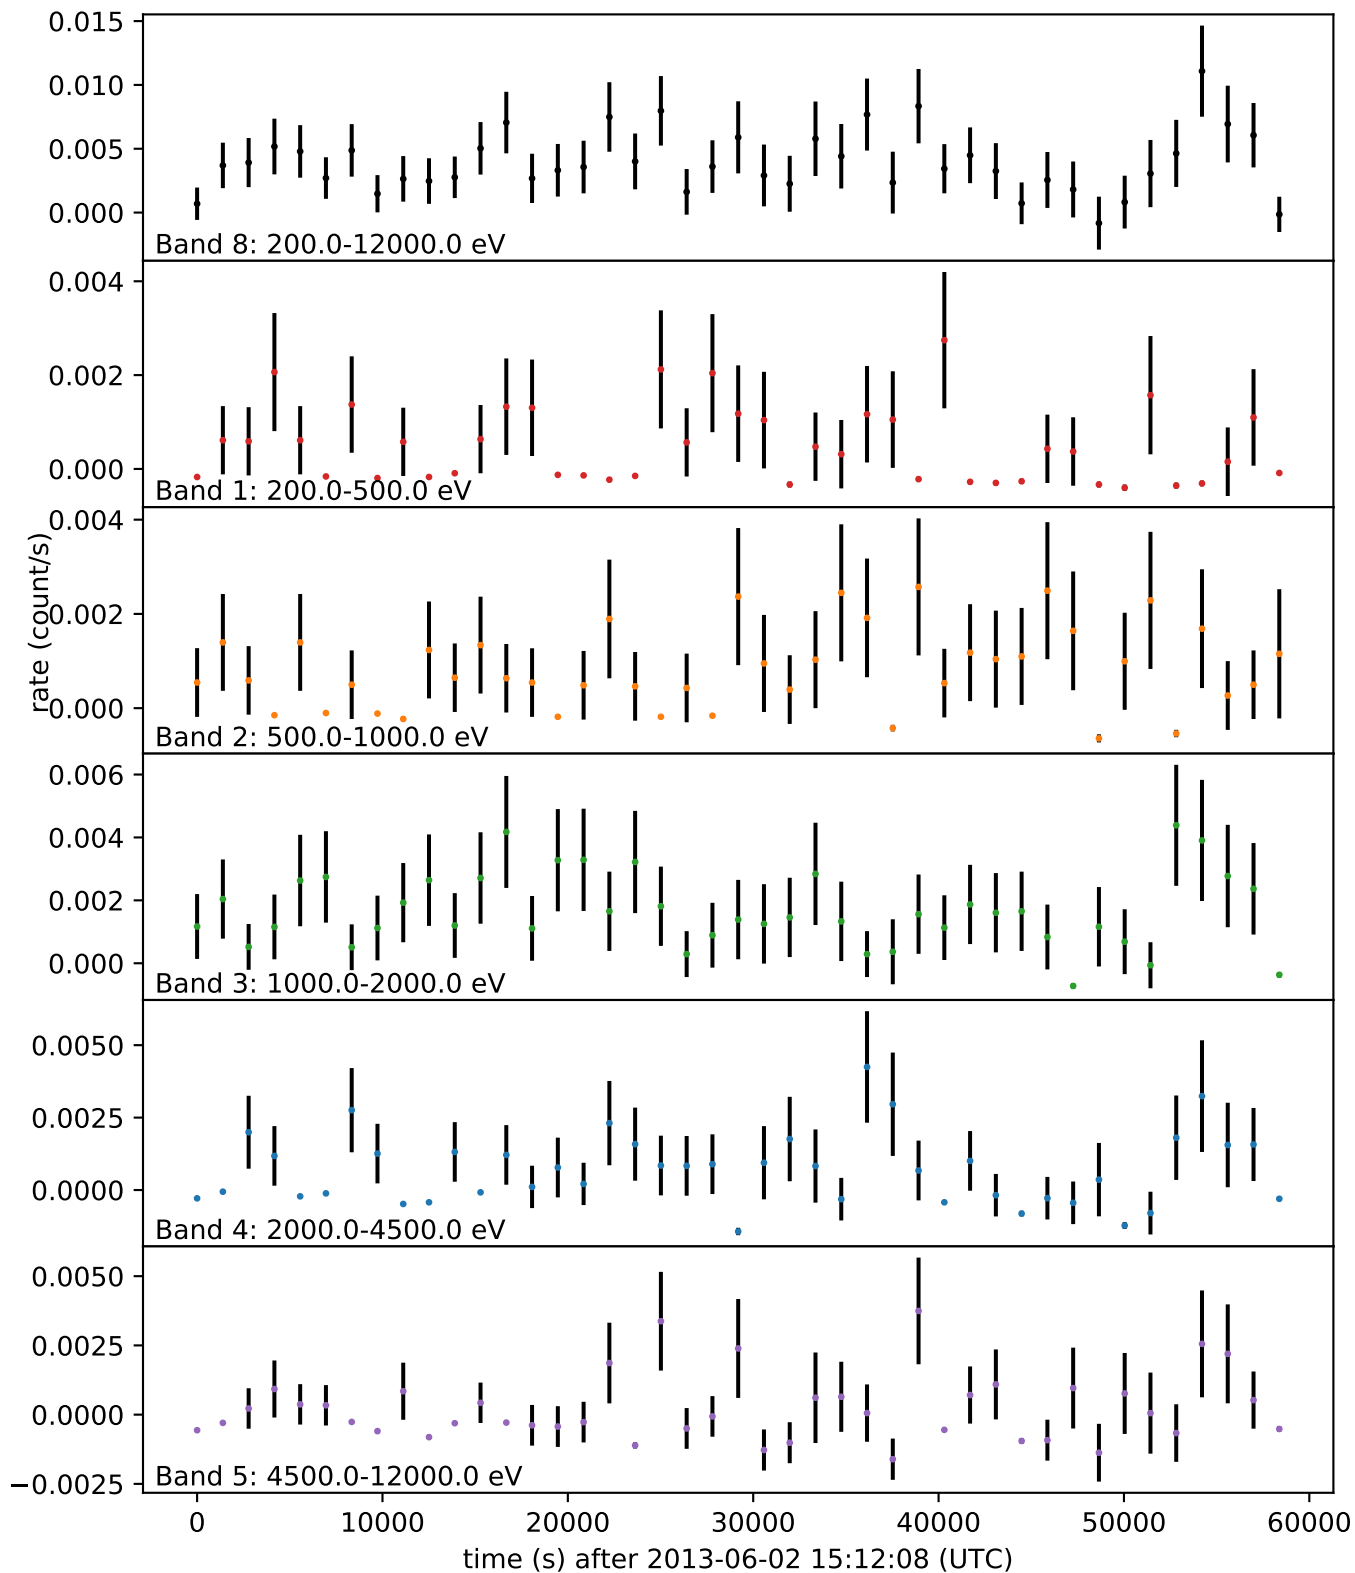 0.015
0.010
0.005
0.000
Band 8: 200.0-12000.0 eV
0.004
0.002
0.000
Band 1: 200.0-500.0 eV
rate (count/s)
0.004
0.002
0.000
Band 2: 500.0-1000.0 eV
0.006
0.004
0.002
0.000
Band 3: 1000.0-2000.0 eV
0.0050
0.0025
0.0000
Band 4: 2000.0-4500.0 eV
0.0050
0.0025
0.0000
−0.0025
Band 5: 4500.0-12000.0 eV
0 10000 20000 30000 40000 50000 60000
time (s) after 2013-06-02 15:12:08 (UTC)